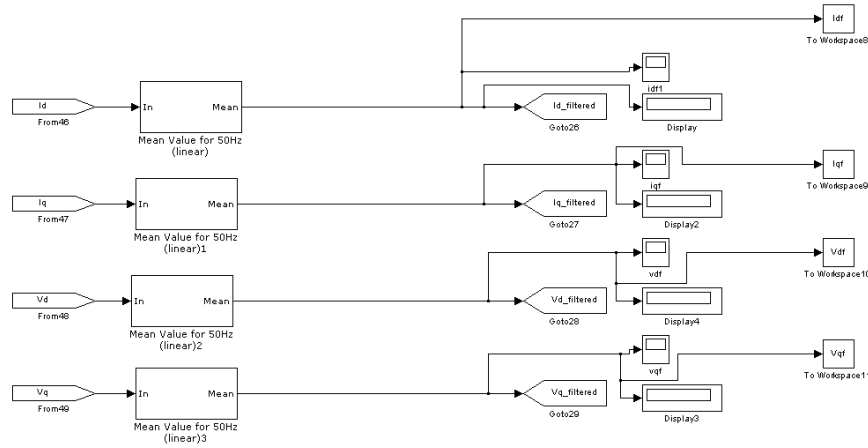 Idf
To Workspace8
idf1
Id
From46
In Mean
Mean Value for 50Hz
(linear)
Id_filtered
Goto26
Display
Iqf
To Workspace9
iqf
Iq
From47
In Mean
Mean Value for 50Hz
(linear)1
Iq_filtered
Goto27
Display2
Vdf
To Workspace10
vdf
Vd
From48
In Mean
Mean Value for 50Hz
(linear)2
Vd_filtered
Goto28
Display4
Vqf
To Workspace11
vqf
Vq
From49
In Mean
Mean Value for 50Hz
(linear)3
Vq_filtered
Goto29
Display3